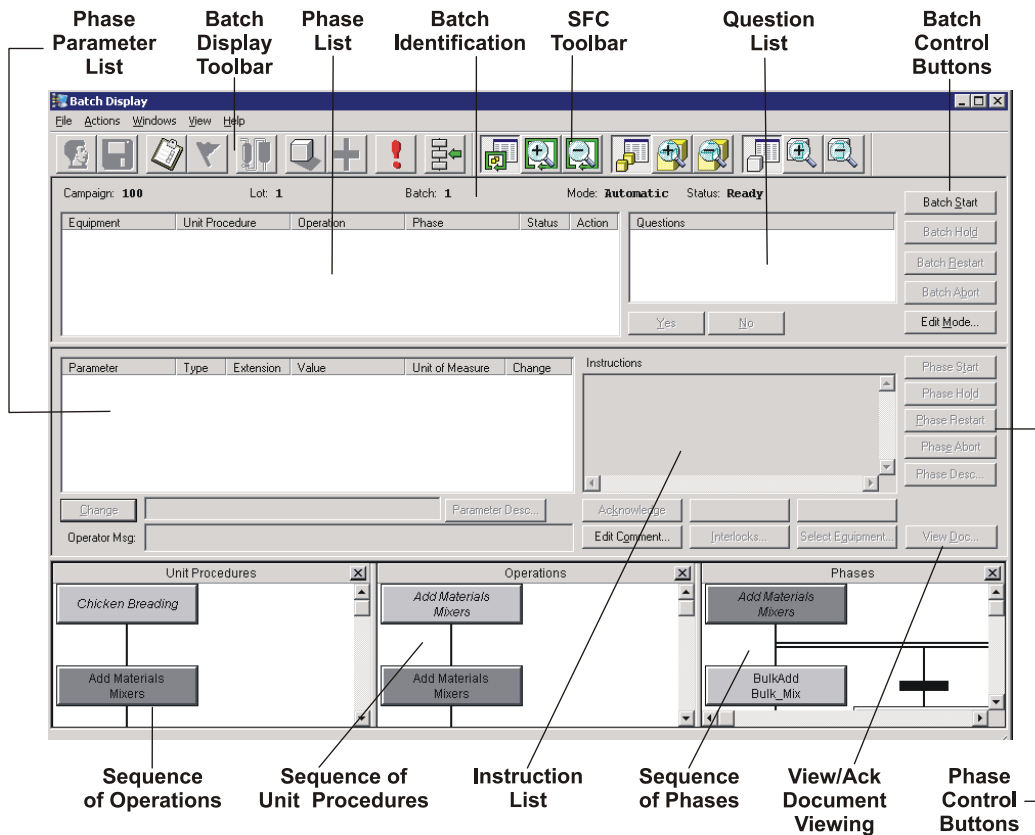 Phase Parameter List
Batch Display Toolbar
Phase List
Batch Identification
SFC Toolbar
Question List
Batch Control Buttons
Batch Display
File Actions Windows View Help
Campaign: 100 Lot: 1 Batch: 1 Mode: Automatic Status: Ready
Batch Start
Equipment Unit Procedure Operation Phase Status Action
Questions
Batch Hold
Batch Restart
Batch Abort
Yes No
Edit Mode...
Parameter Type Extension Value Unit of Measure Change
Instructions
Phase Start
Phase Hold
Phase Restart
Phase Abort
Phase Desc...
Change
Parameter Desc...
Acknowledge
Operator Msg:
Edit Comment...
Interlocks...
Select Equipment...
View Doc...
Unit Procedures
Operations
Phases
Chicken Breading
Add Materials
Mixers
Add Materials
Mixers
Add Materials
Mixers
Add Materials
Mixers
BulkAdd
Bulk_Mix
Sequence of Operations
Sequence of Unit Procedures
Instruction List
Sequence of Phases
View/Ack Document Viewing
Phase Control Buttons